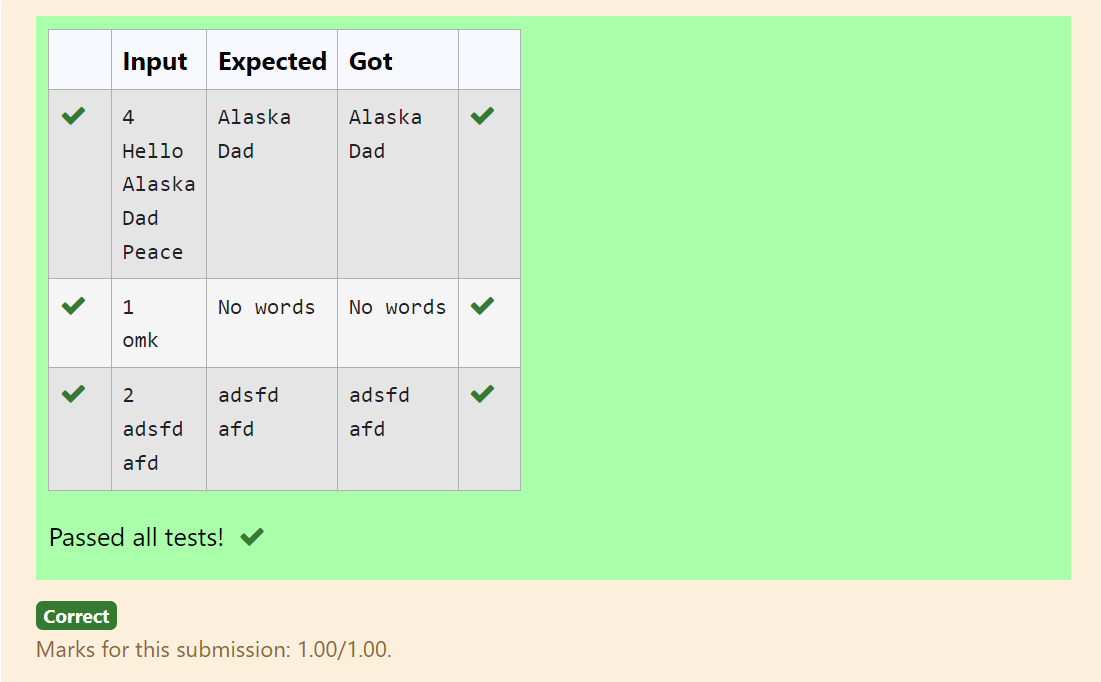 Input Expected Got
4 Alaska Alaska
Hello Dad Dad
Alaska
Dad
Peace
1 No words No words
omk
2 adsfd adsfd
adsfd afd afd
afd
Passed all tests!
Correct
Marks for this submission: 1.00/1.00.